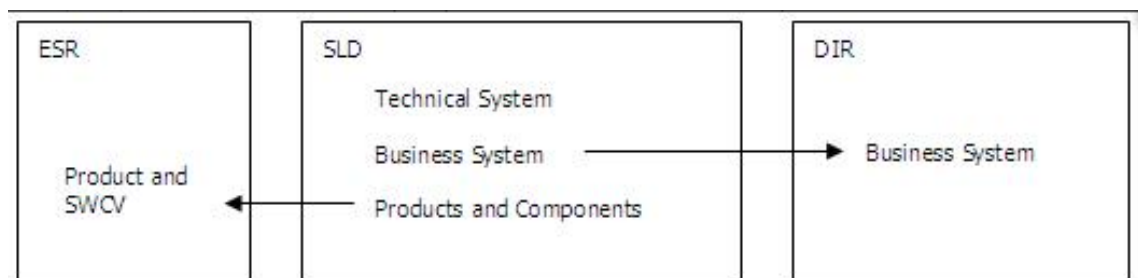 ESR
Product and
SWCV
SLD
Technical System
Business System
Products and Components
DIR
Business System